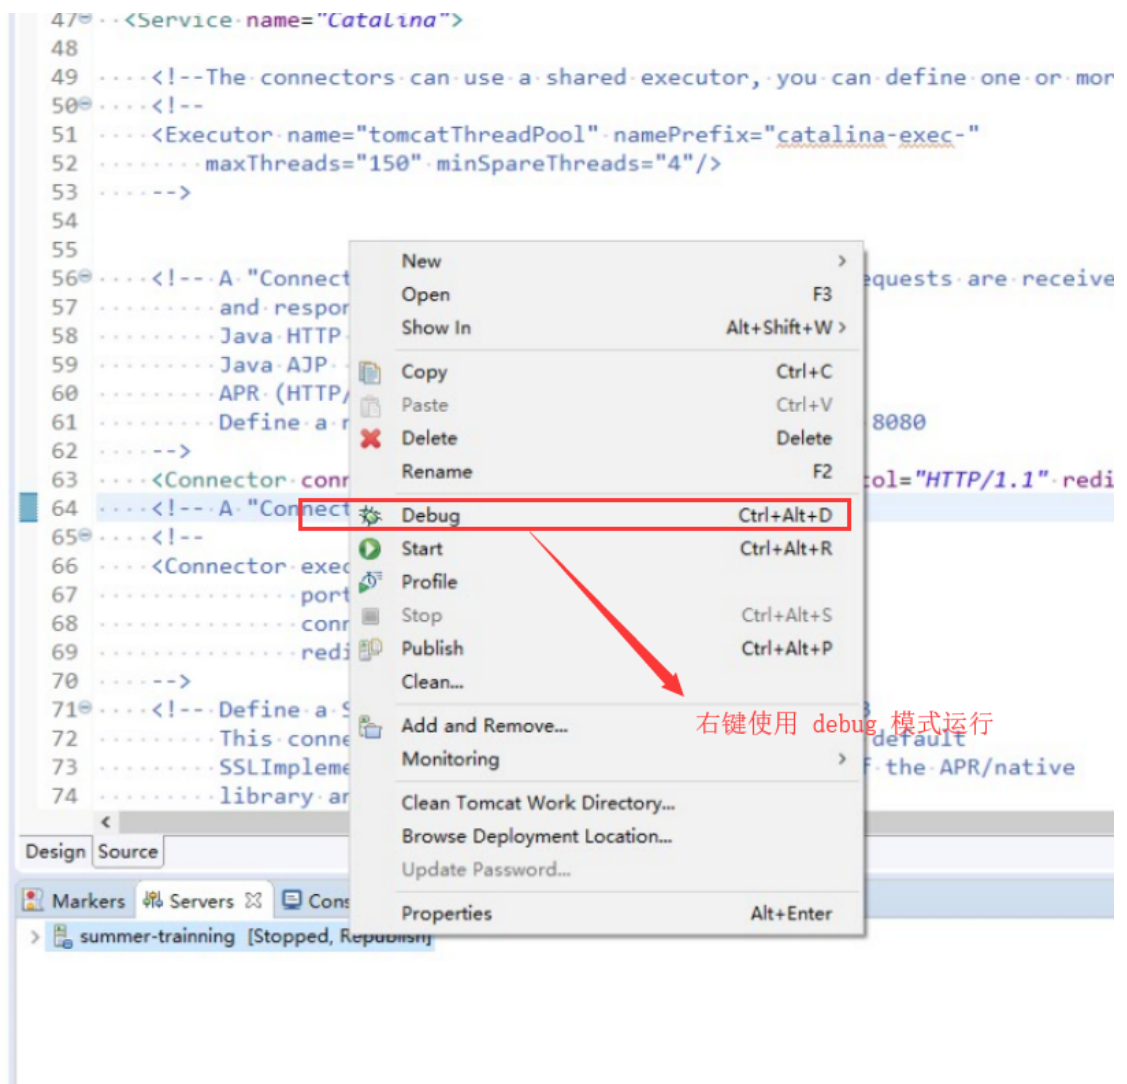 47 <Service name="Catalina">
48
49 <!--The connectors can use a shared executor, you can define one or mor
50 <!--
51 <Executor name="tomcatThreadPool" namePrefix="catalina-exec-"
52 maxThreads="150" minSpareThreads="4"/>
53 -->
54
55
56 <!-- A "Connect equests are receive
57 and respor
58 Java HTTP
59 Java AJP
60 APR (HTTP/
61 Define a n 8080
62 -->
63 <Connector conn col="HTTP/1.1" redi
64 <!-- A "Connect
65 <!--
66 <Connector exec
67 port
68 conn
69 redi
70 -->
71 <!-- Define a S
72 This conne default
73 SSLImpleme f the APR/native
74 library an
New
Open F3
Show In Alt+Shift+W
Copy Ctrl+C
Paste Ctrl+V
Delete Delete
Rename F2
Debug Ctrl+Alt+D
Start Ctrl+Alt+R
Profile
Stop Ctrl+Alt+S
Publish Ctrl+Alt+P
Clean...
Add and Remove...
Monitoring
Clean Tomcat Work Directory...
Browse Deployment Location...
Update Password...
Properties Alt+Enter
右键使用 debug 模式运行
Design Source
Markers Servers Cons
summer-trainning [Stopped, Republish]